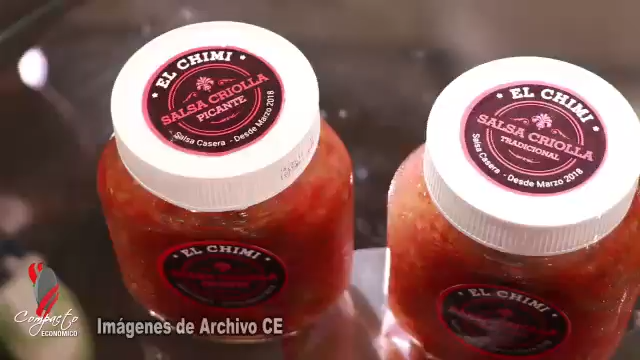 EL CHIMI
SALSA CRIOLLA
PICANTE
Salsa Casera - Desde Marzo 2018
EL CHIMI
SALSA CRIOLLA
TRADICIONAL
Salsa Casera - Desde Marzo 2018
EL CHIMI
EL CHIMI
Compacto
ECONÓMICO
Imágenes de Archivo CE